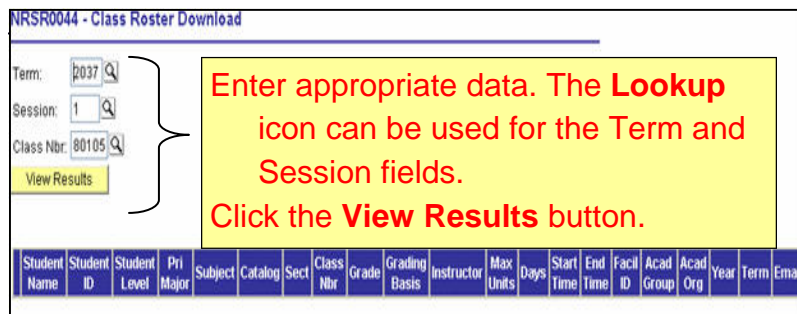 NRSR0044 - Class Roster Download
Term: 2037
Session: 1
Class Nbr: 80105
View Results
Enter appropriate data. The Lookup
icon can be used for the Term and
Session fields.
Click the View Results button.
Student Name Student ID Student Level Pri Major Subject Catalog Sect Class Nbr Grade Grading Basis Instructor Max Units Days Start Time End Time Facil ID Acad Group Acad Org Year Term Ema